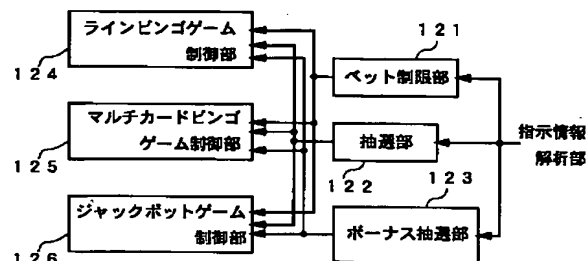 ラインビンゴゲーム
制御部
124
121
ベット制限部
マルチカードビンゴ
ゲーム制御部
125
抽選部
122
指示情報
解析部
123
ジャックポットゲーム
制御部
126
ボーナス抽選部